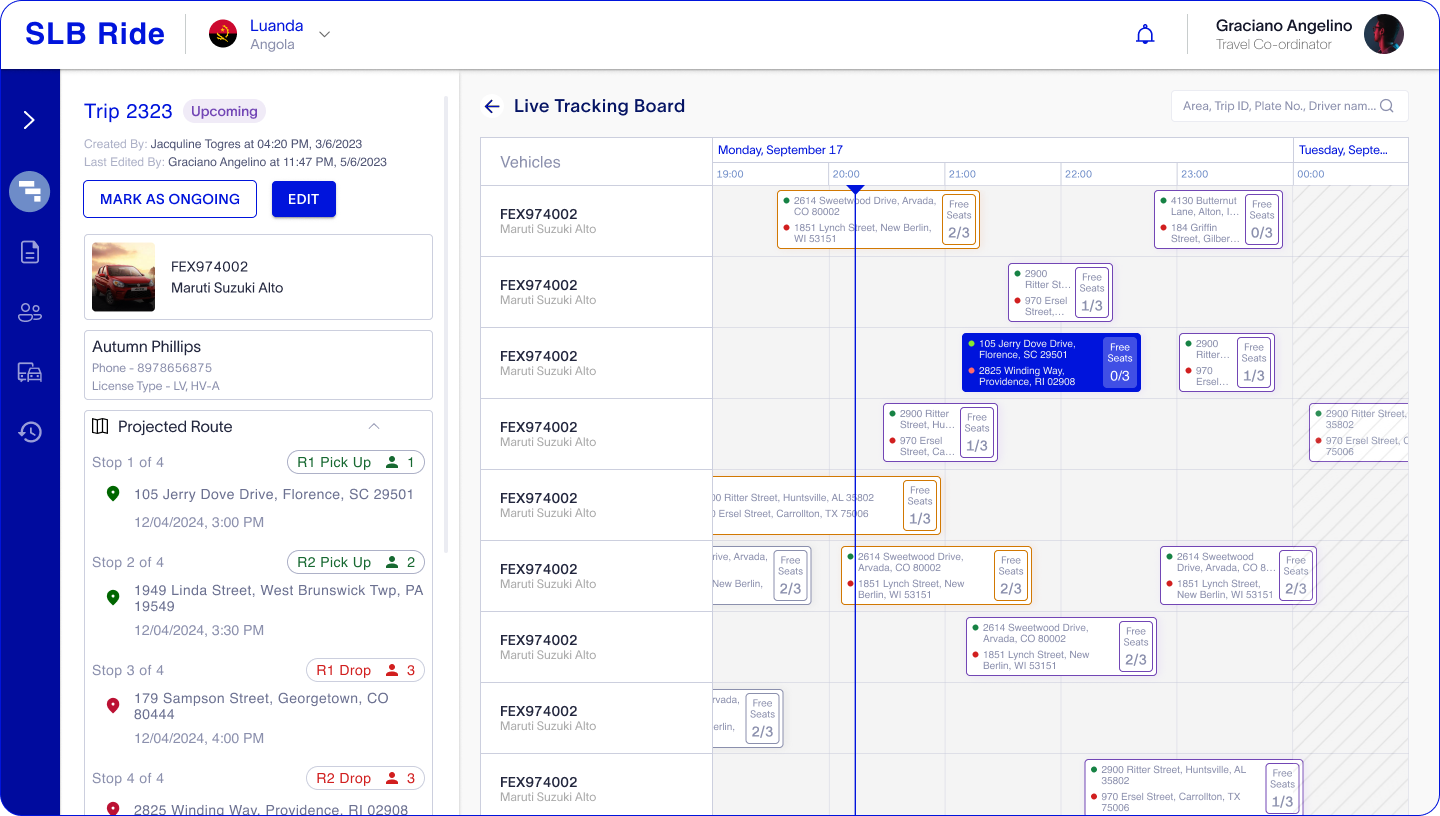 SLB Ride
Luanda
Angola
Graciano Angelino
Travel Co-ordinator
Trip 2323
Upcoming
Created By: Jacquline Togres at 04:20 PM, 3/6/2023
Last Edited By: Graciano Angelino at 11:47 PM, 5/6/2023
MARK AS ONGOING
EDIT
FEX974002
Maruti Suzuki Alto
Autumn Phillips
Phone - 8978656875
License Type - LV, HV-A
Projected Route
Stop 1 of 4
R1 Pick Up 1
105 Jerry Dove Drive, Florence, SC 29501
12/04/2024, 3:00 PM
Stop 2 of 4
R2 Pick Up 2
1949 Linda Street, West Brunswick Twp, PA
19549
12/04/2024, 3:30 PM
Stop 3 of 4
R1 Drop 3
179 Sampson Street, Georgetown, CO
80444
12/04/2024, 4:00 PM
Stop 4 of 4
R2 Drop 3
2825 Winding Way, Providence, RI 02908
Live Tracking Board
Area, Trip ID, Plate No., Driver nam...
Vehicles
Monday, September 17
Tuesday, Septe...
19:00
20:00
21:00
22:00
23:00
00:00
FEX974002
Maruti Suzuki Alto
2614 Sweetwood Drive, Arvada,
CO 80002
1851 Lynch Street, New Berlin,
WI 53151
Free
Seats
2/3
4130 Butternut
Lane, Alton, I...
184 Griffin
Street, Gilber...
Free
Seats
0/3
FEX974002
Maruti Suzuki Alto
2900
Ritter St...
970 Ersel
Street,...
Free
Seats
1/3
FEX974002
Maruti Suzuki Alto
105 Jerry Dove Drive,
Florence, SC 29501
2825 Winding Way,
Providence, RI 02908
Free
Seats
0/3
2900
Ritter...
970
Ersel...
Free
Seats
1/3
FEX974002
Maruti Suzuki Alto
2900 Ritter
Street, Hu...
970 Ersel
Street, Ca...
Free
Seats
1/3
2900 Ritter Street,
35802
970 Ersel Street, C
75006
FEX974002
Maruti Suzuki Alto
0 Ritter Street, Huntsville, AL 35802
Ersel Street, Carrollton, TX 75006
Free
Seats
1/3
FEX974002
Maruti Suzuki Alto
rive, Arvada,
New Berlin,
Free
Seats
2/3
2614 Sweetwood Drive,
Arvada, CO 80002
1851 Lynch Street, New
Berlin, WI 53151
Free
Seats
2/3
2614 Sweetwood
Drive, Arvada, CO 8...
1851 Lynch Street,
New Berlin, WI 53151
Free
Seats
2/3
FEX974002
Maruti Suzuki Alto
2614 Sweetwood Drive,
Arvada, CO 80002
1851 Lynch Street, New
Berlin, WI 53151
Free
Seats
2/3
FEX974002
Maruti Suzuki Alto
rvada,
erlin,
Free
Seats
2/3
FEX974002
Maruti Suzuki Alto
2900 Ritter Street, Huntsville, AL
35802
970 Ersel Street, Carrollton, TX
75006
Free
Seats
1/3